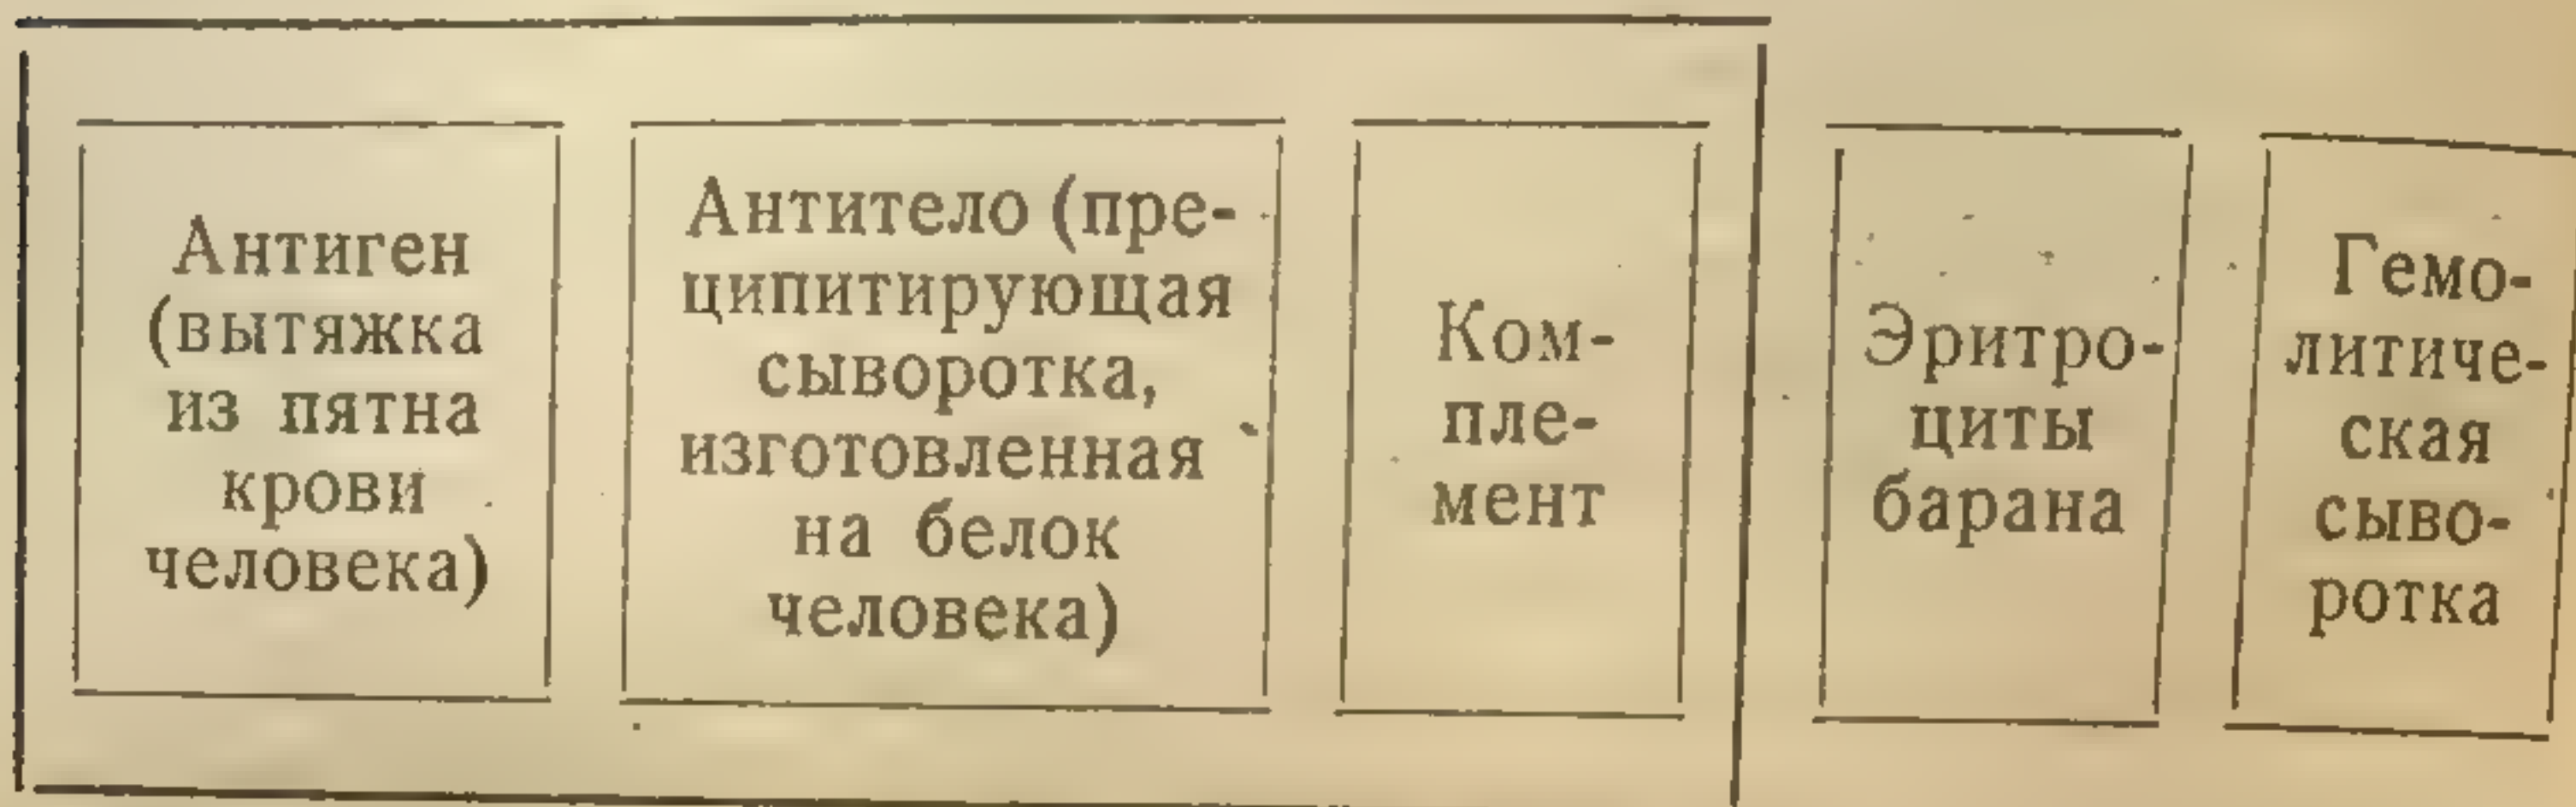 Антиген
(вытяжка
из пятна
крови
человека)
Антитело (пре-
ципитирующая
сыворотка,
изготовленная
на белок
человека)
Ком-
пле-
мент
Эритро-
циты
барана
Гемо-
литиче-
ская
сыво-
ротка